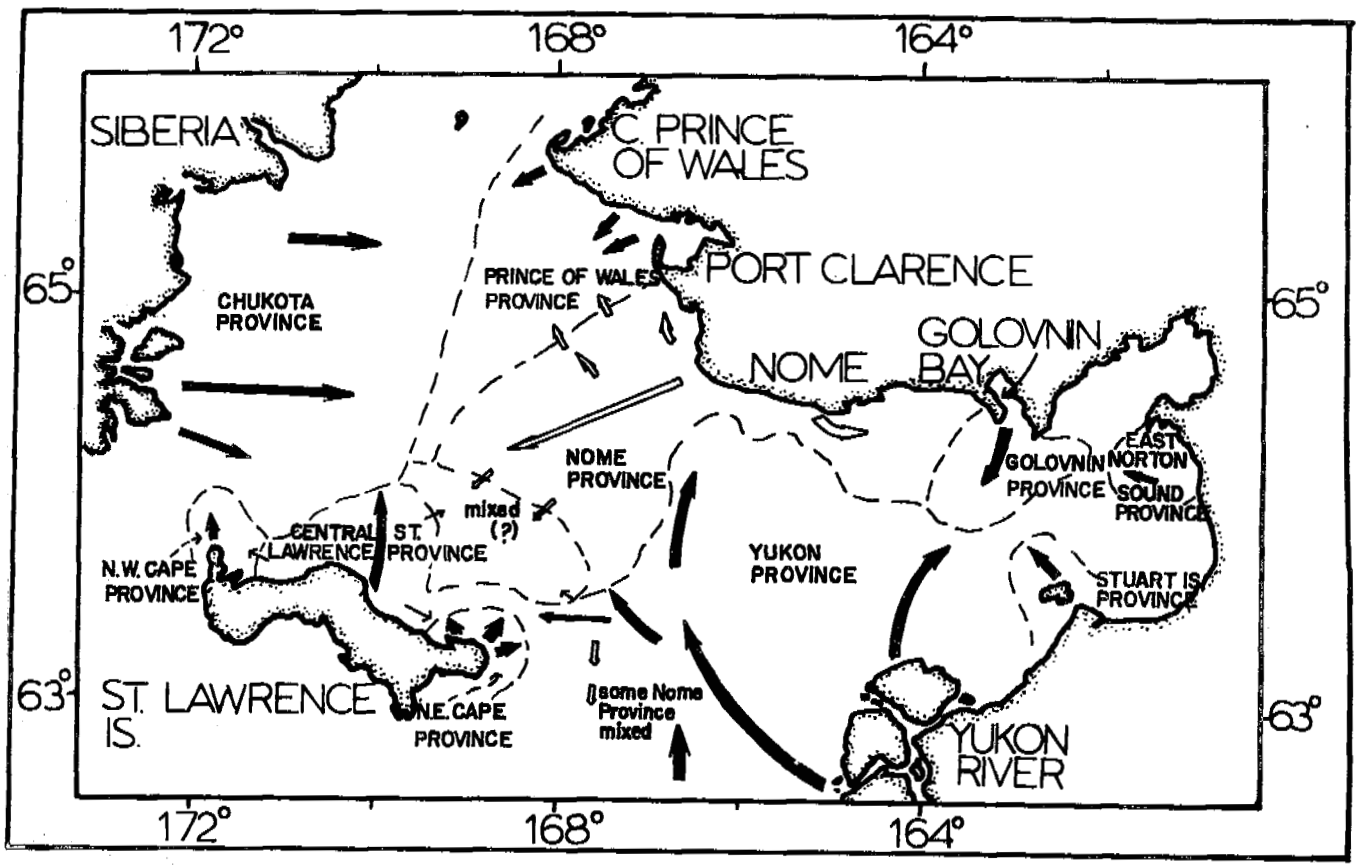 172° 168° 164°
SIBERIA
C. PRINCE
OF WALES
PORT CLARENCE
65° 65°
PRINCE OF WALES
PROVINCE
CHUKOTA
PROVINCE
GOLOVNIN
BAY
NOME
NOME
PROVINCE
GOLOVNIN
PROVINCE
EAST
NORTON
SOUND
PROVINCE
mixed
(?)
CENTRAL ST.
LAWRENCE PROVINCE
N.W. CAPE
PROVINCE
YUKON
PROVINCE
STUART IS
PROVINCE
63° 63°
ST. LAWRENCE
IS.
N.E. CAPE
PROVINCE
some Nome
Province
mixed
YUKON
RIVER
172° 168° 164°